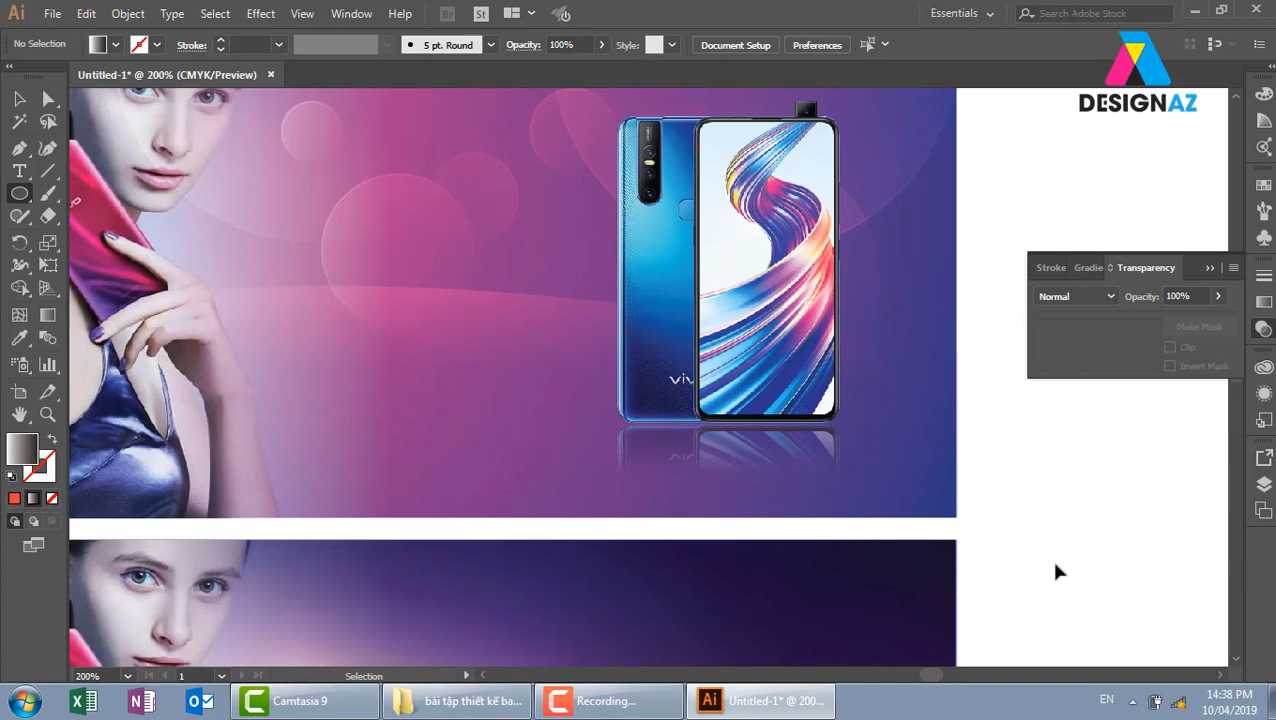 Ai File Edit Object Type Select Effect View Window Help Br St Essentials Search Adobe Stock
No Selection Stroke: 5 pt. Round Opacity: 100% Style: Document Setup Preferences
Untitled-1* @ 200% (CMYK/Preview)
DESIGNAZ
Stroke Gradie Transparency
Normal Opacity: 100%
Make Mask
Clip
Invert Mask
viv
200% 1 Selection
Camtasia 9 bài tập thiết kế ba... Recording... Untitled-1* @ 200... EN 14:38 PM
10/04/2019